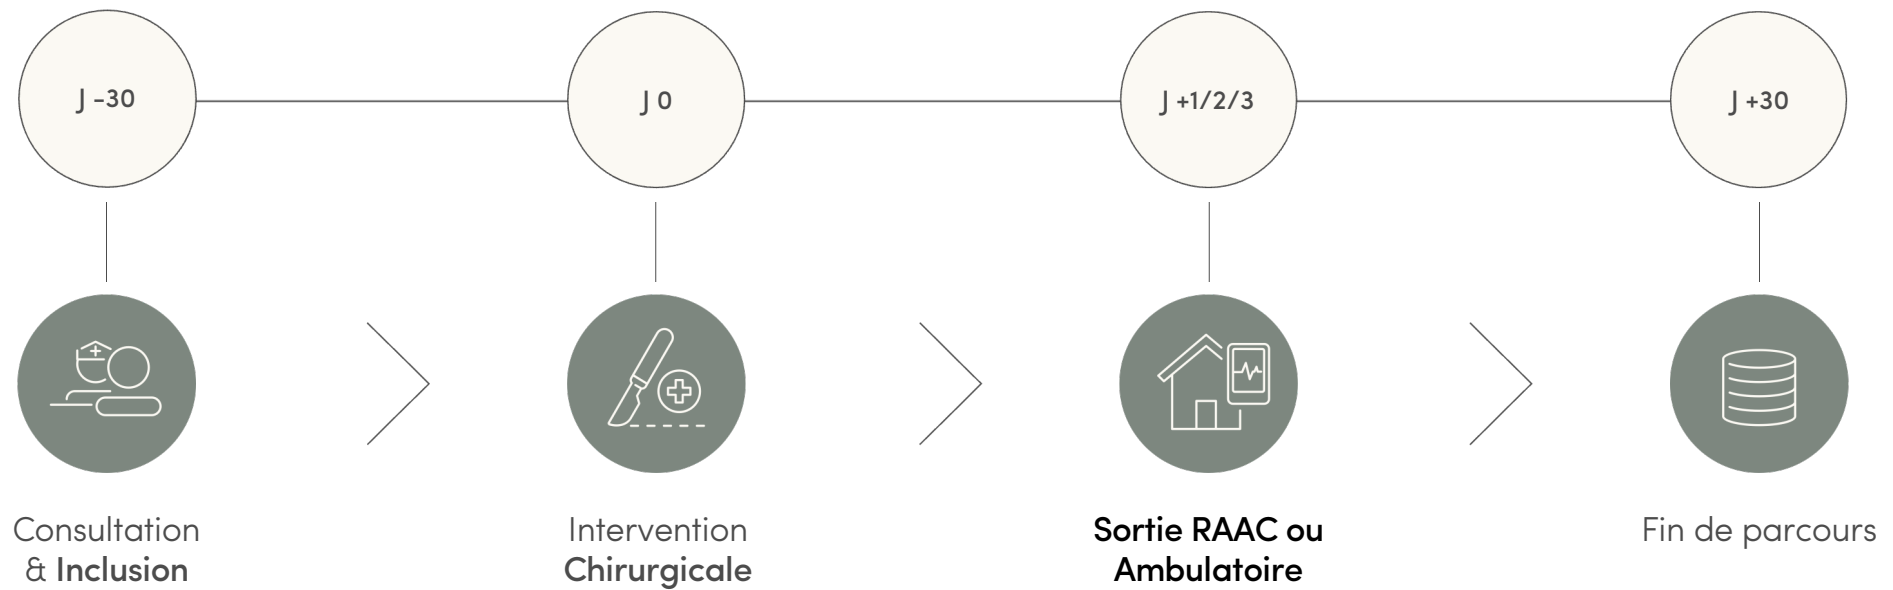 J -30
J 0
J +1/2/3
J +30
Consultation
& Inclusion
Intervention
Chirurgicale
Sortie RAAC ou
Ambulatoire
Fin de parcours